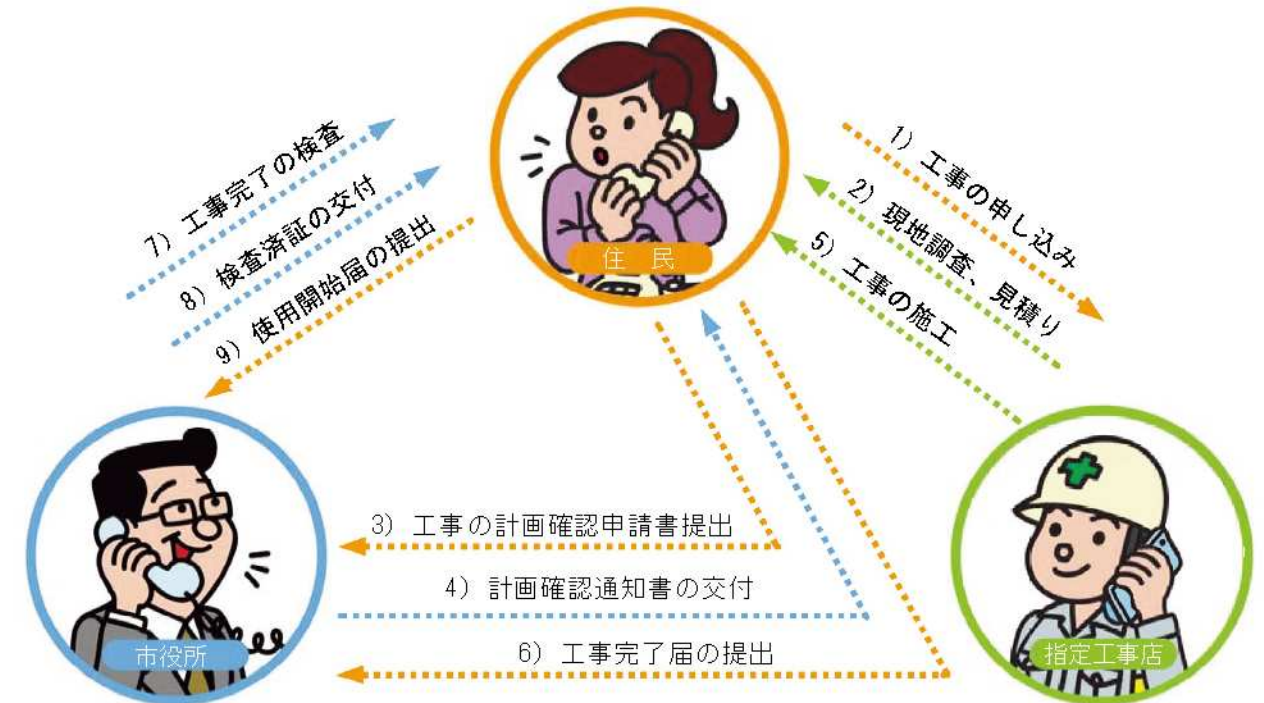 住 民
1) 工事の申し込み
2) 現地調査、見積り
5) 工事の施工
7) 工事完了の検査
8) 検査済証の交付
9) 使用開始届の提出
3) 工事の計画確認申請書提出
4) 計画確認通知書の交付
6) 工事完了届の提出
市役所
指定工事店